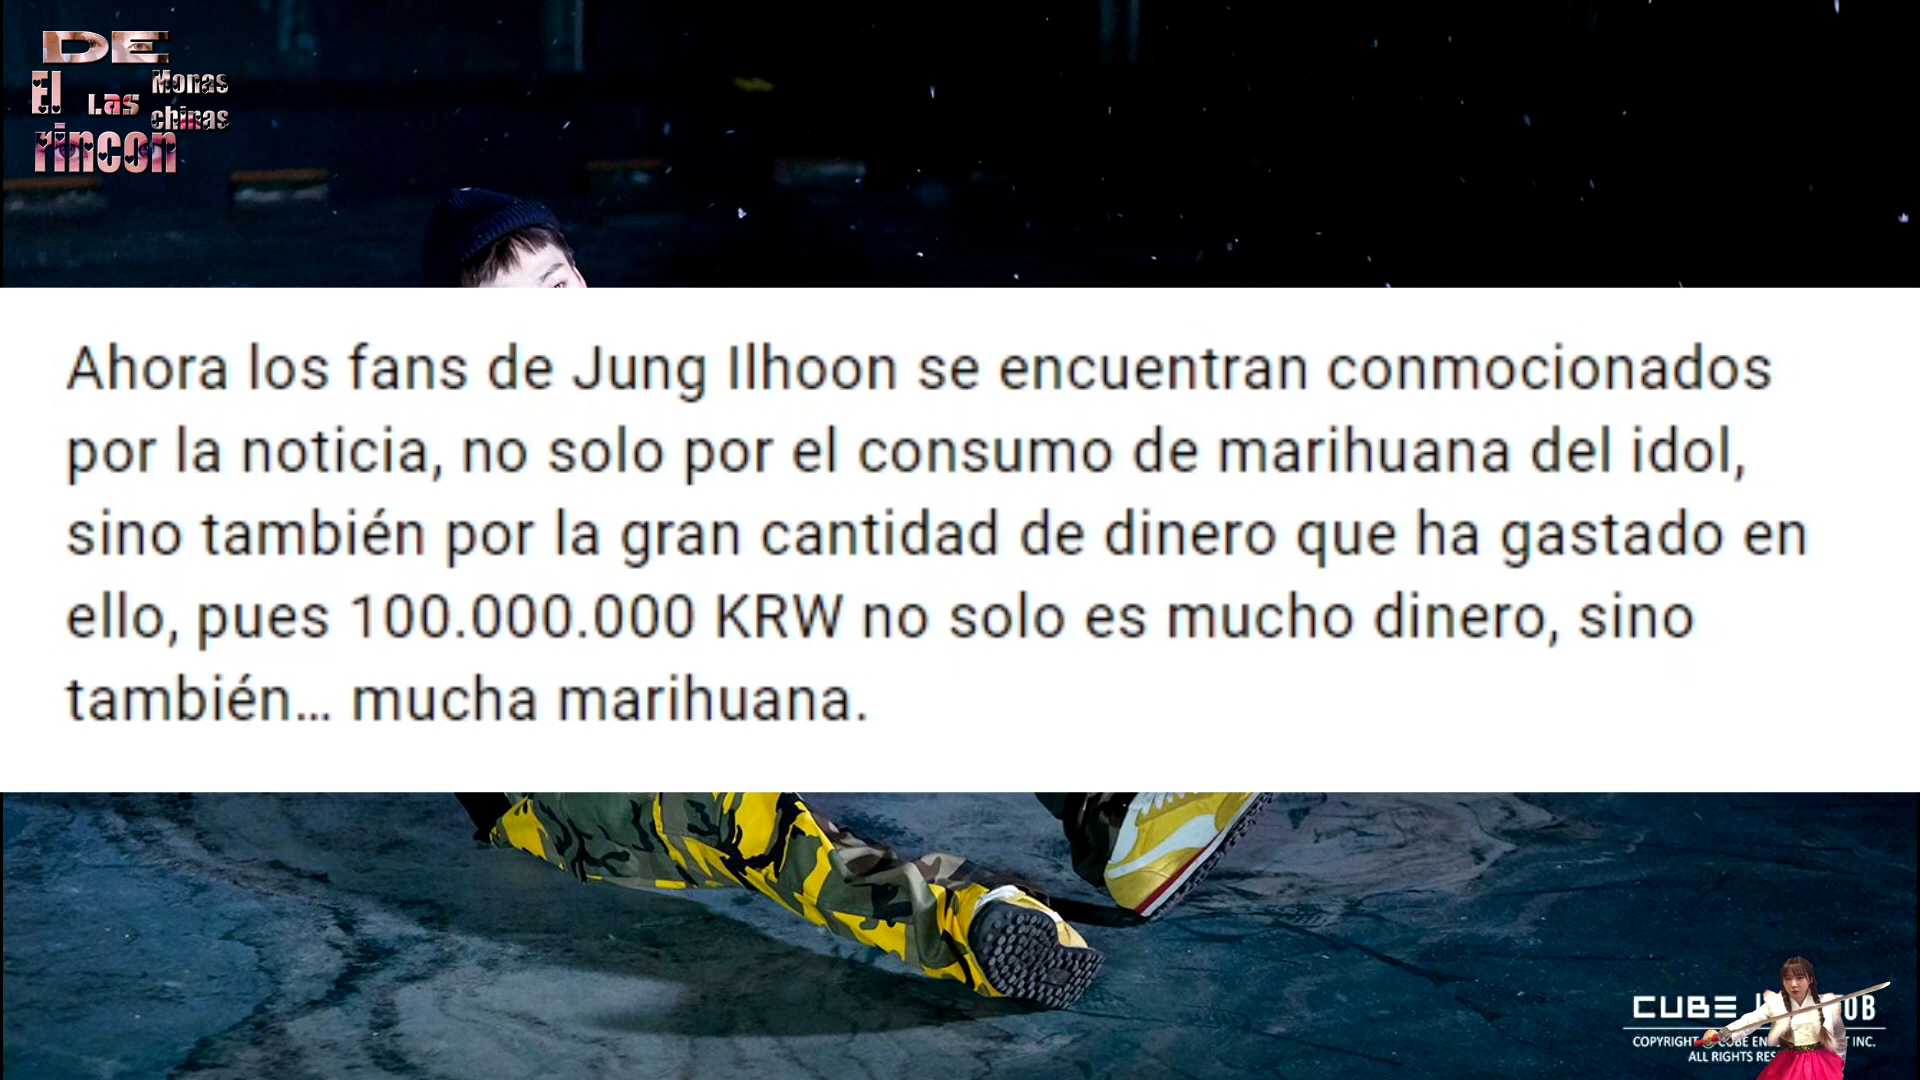 DE
El Las Monas
chinas
rincon
Ahora los fans de Jung Ilhoon se encuentran conmocionados
por la noticia, no solo por el consumo de marihuana del idol,
sino también por la gran cantidad de dinero que ha gastado en
ello, pues 100.000.000 KRW no solo es mucho dinero, sino
también... mucha marihuana.
CUBE
COPYRIGHT
INC.
ALL RIGHTS